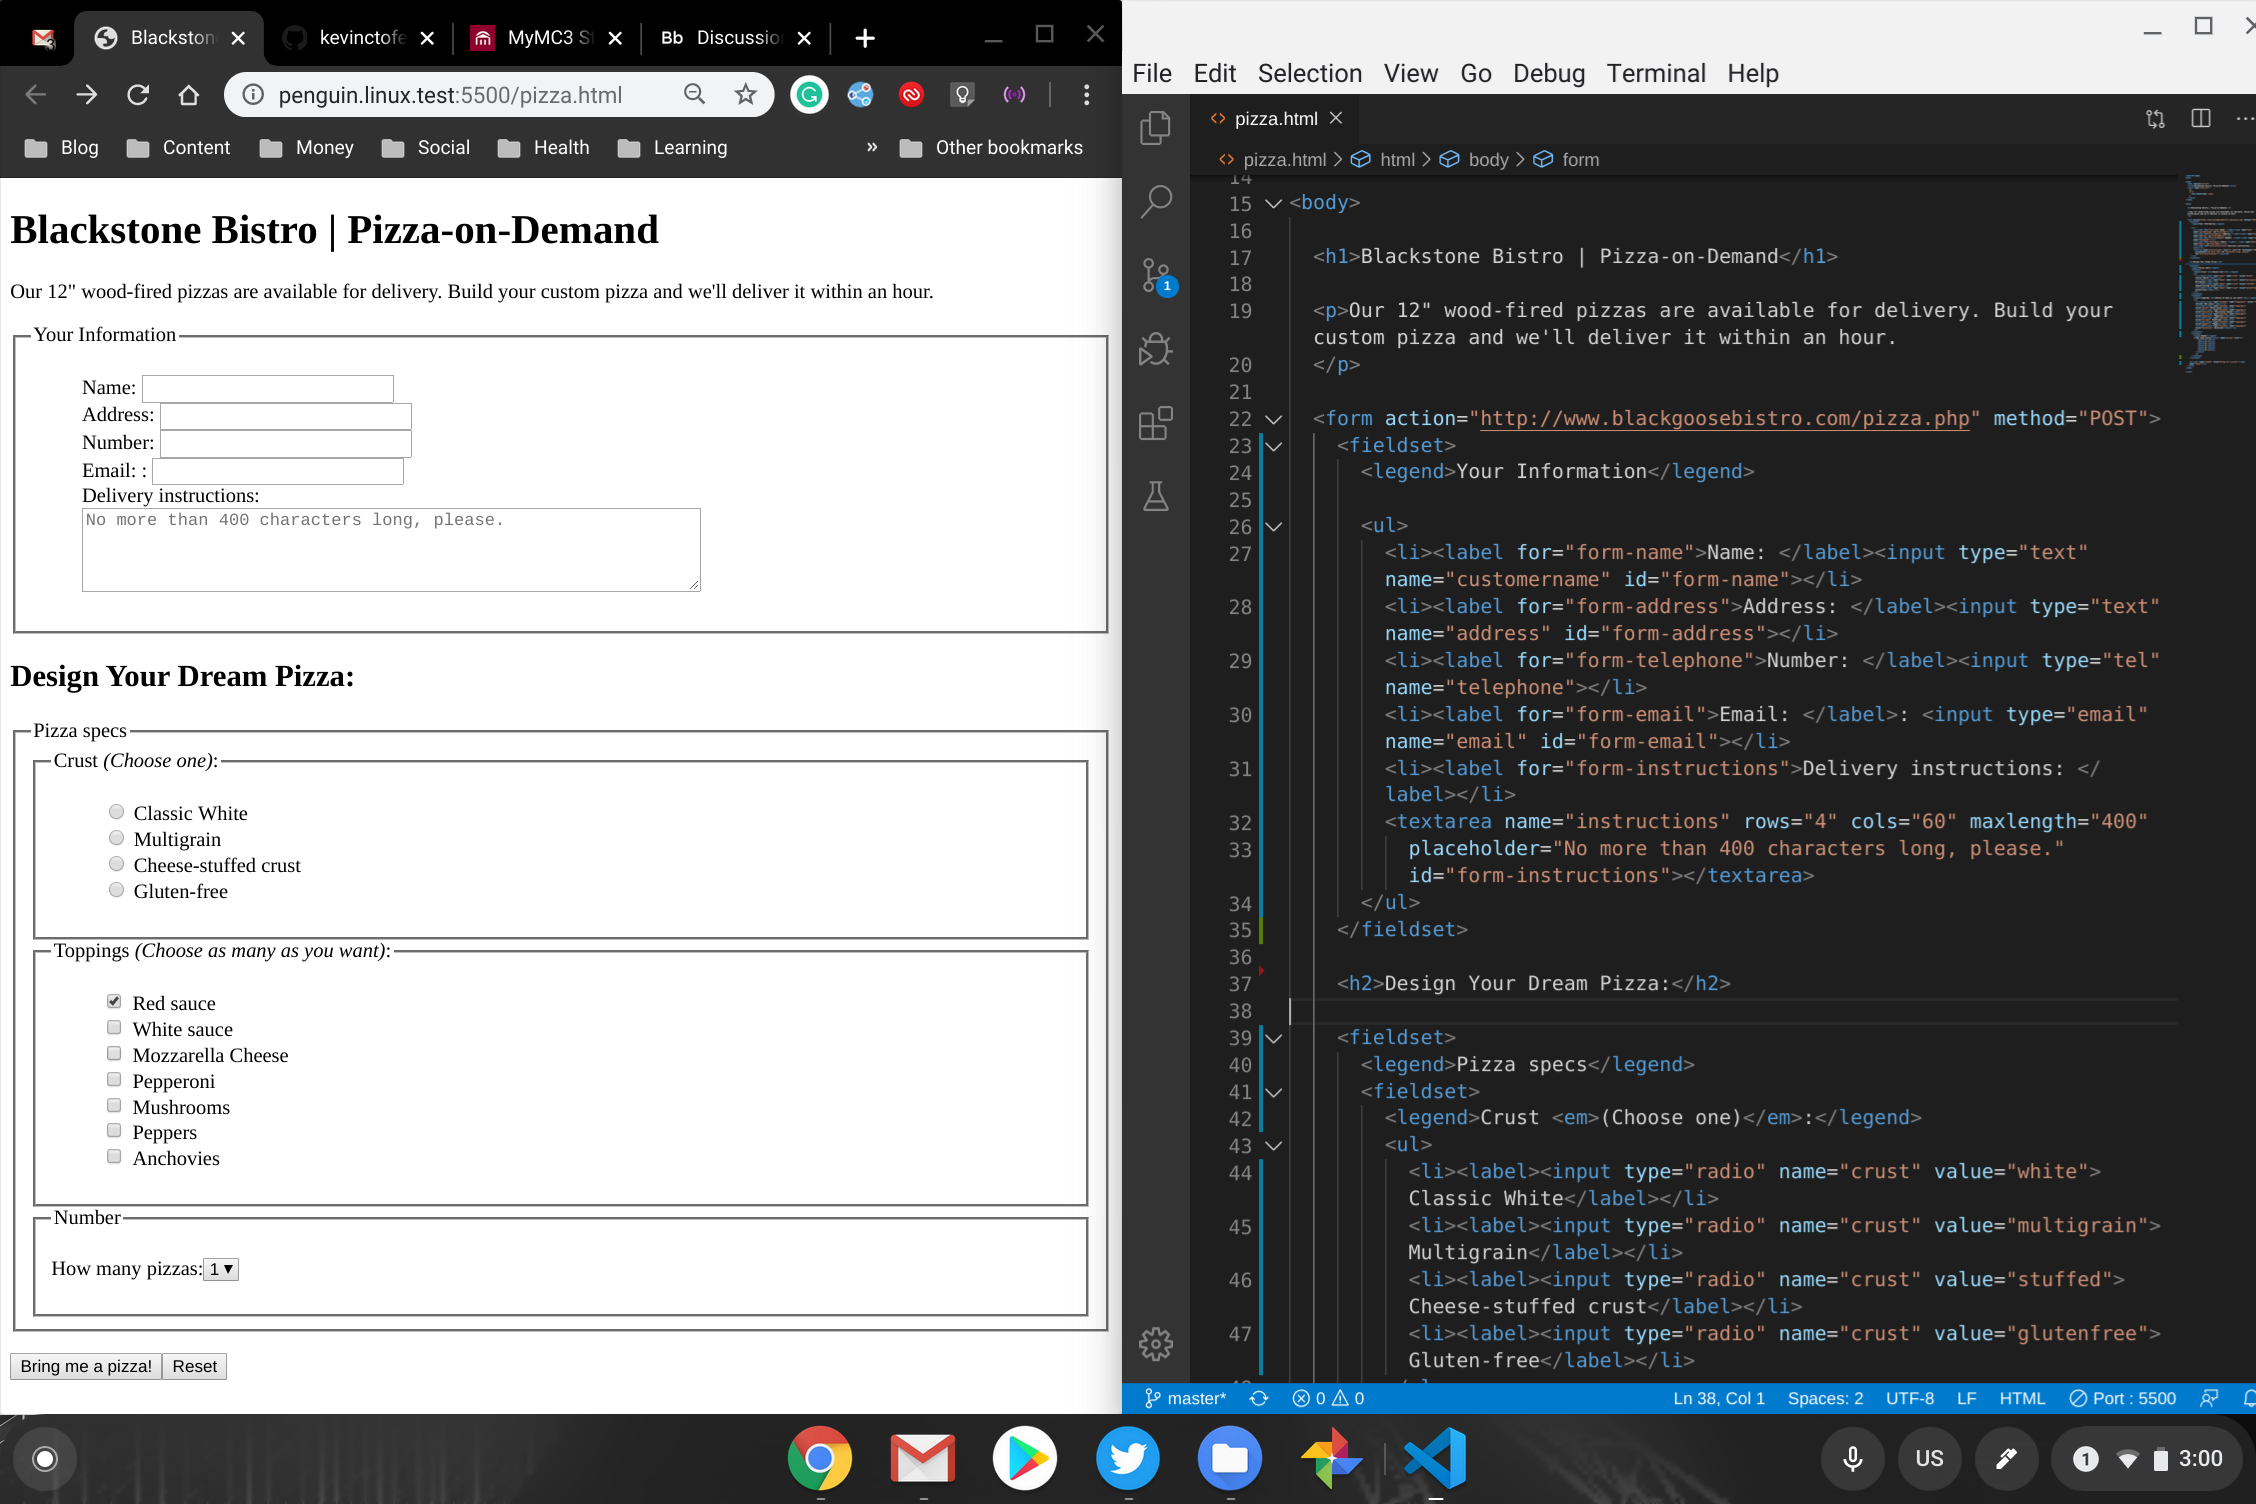 Blackston
kevinctofe
MyMC3 S
Bb Discussio
penguin.linux.test:5500/pizza.html
Blog Content Money Social Health Learning » Other bookmarks
Blackstone Bistro | Pizza-on-Demand
Our 12" wood-fired pizzas are available for delivery. Build your custom pizza and we'll deliver it within an hour.
Your Information
Name:
Address:
Number:
Email: :
Delivery instructions:
No more than 400 characters long, please.
Design Your Dream Pizza:
Pizza specs
Crust (Choose one):
Classic White
Multigrain
Cheese-stuffed crust
Gluten-free
Toppings (Choose as many as you want):
Red sauce
White sauce
Mozzarella Cheese
Pepperoni
Mushrooms
Peppers
Anchovies
Number
How many pizzas: 1
Bring me a pizza! Reset
File Edit Selection View Go Debug Terminal Help
<> pizza.html
<> pizza.html > html > body > form
1
14
15 <body>
16
17 <h1>Blackstone Bistro | Pizza-on-Demand</h1>
18
19 <p>Our 12" wood-fired pizzas are available for delivery. Build your
custom pizza and we'll deliver it within an hour.
20 </p>
21
22 <form action="http://www.blackgoosebistro.com/pizza.php" method="POST">
23 <fieldset>
24 <legend>Your Information</legend>
25
26 <ul>
27 <li><label for="form-name">Name: </label><input type="text"
name="customername" id="form-name"></li>
28 <li><label for="form-address">Address: </label><input type="text"
name="address" id="form-address"></li>
29 <li><label for="form-telephone">Number: </label><input type="tel"
name="telephone"></li>
30 <li><label for="form-email">Email: </label>: <input type="email"
name="email" id="form-email"></li>
31 <li><label for="form-instructions">Delivery instructions: </
label></li>
32 <textarea name="instructions" rows="4" cols="60" maxlength="400"
33 placeholder="No more than 400 characters long, please."
id="form-instructions"></textarea>
34 </ul>
35 </fieldset>
36
37 <h2>Design Your Dream Pizza:</h2>
38
39 <fieldset>
40 <legend>Pizza specs</legend>
41 <fieldset>
42 <legend>Crust <em>(Choose one)</em>:</legend>
43 <ul>
44 <li><label><input type="radio" name="crust" value="white">
Classic White</label></li>
45 <li><label><input type="radio" name="crust" value="multigrain">
Multigrain</label></li>
46 <li><label><input type="radio" name="crust" value="stuffed">
Cheese-stuffed crust</label></li>
47 <li><label><input type="radio" name="crust" value="glutenfree">
Gluten-free</label></li>
master* 0 0 Ln 38, Col 1 Spaces: 2 UTF-8 LF HTML Port : 5500
US 1 3:00